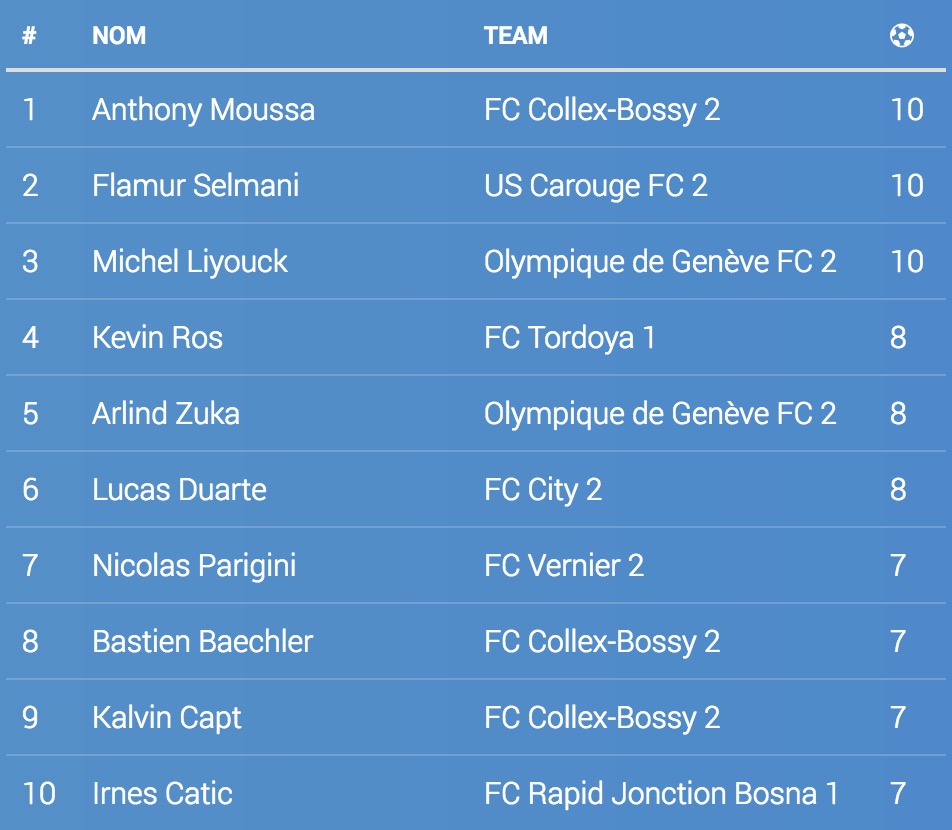 # NOM TEAM
1 Anthony Moussa FC Collex-Bossy 2 10
2 Flamur Selmani US Carouge FC 2 10
3 Michel Liyouck Olympique de Genève FC 2 10
4 Kevin Ros FC Tordoya 1 8
5 Arlind Zuka Olympique de Genève FC 2 8
6 Lucas Duarte FC City 2 8
7 Nicolas Parigini FC Vernier 2 7
8 Bastien Baechler FC Collex-Bossy 2 7
9 Kalvin Capt FC Collex-Bossy 2 7
10 Irnes Catic FC Rapid Jonction Bosna 1 7